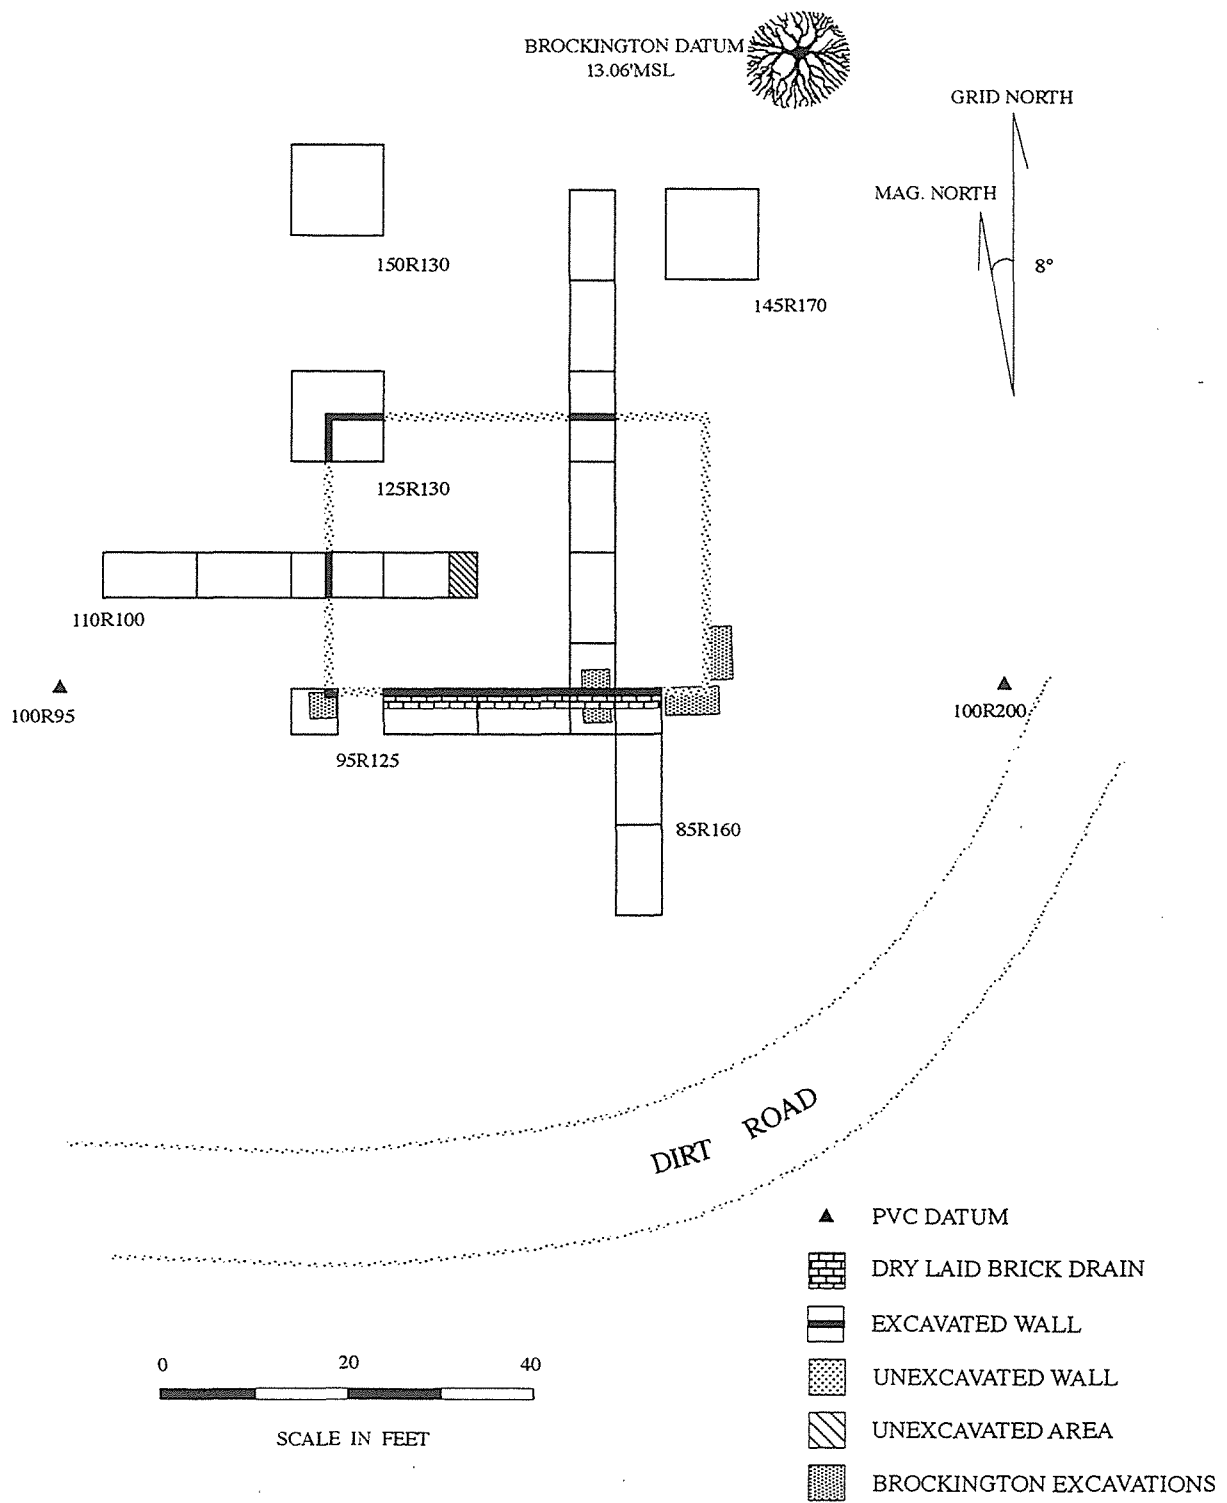 BROCKINGTON DATUM
13.06'MSL
GRID NORTH
MAG. NORTH
8°
150R130
145R170
125R130
110R100
100R95
100R200
95R125
85R160
DIRT ROAD
PVC DATUM
DRY LAID BRICK DRAIN
EXCAVATED WALL
UNEXCAVATED WALL
UNEXCAVATED AREA
BROCKINGTON EXCAVATIONS
0 20 40
SCALE IN FEET